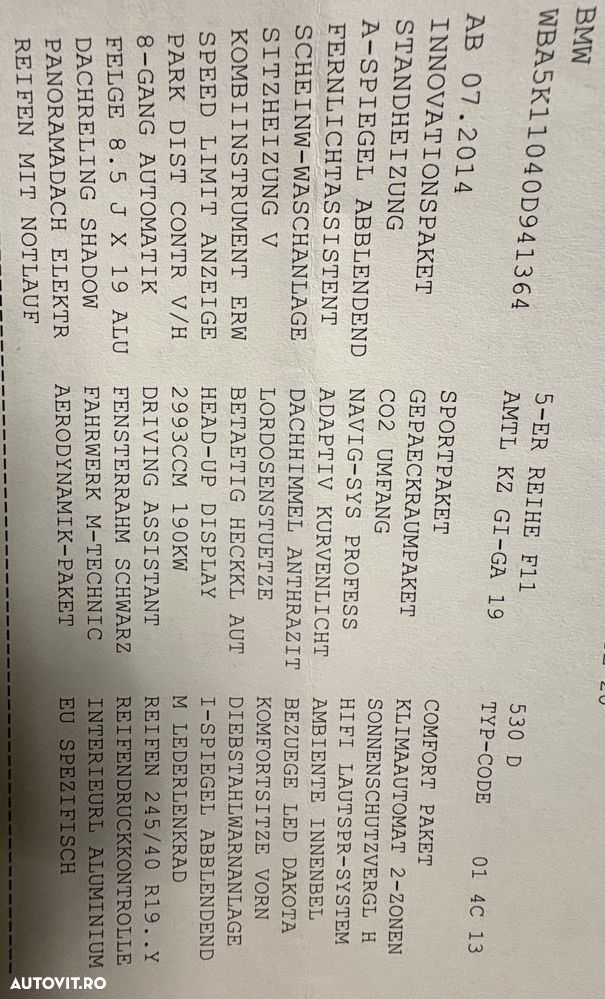 BMW
WBA5K11040D941364 5-ER REIHE F11 530 D
AMTL KZ GI-GA 19 TYP-CODE 01 4C 13
AB 07.2014
INNOVATIONSPAKET SPORTPAKET COMFORT PAKET
STANDHEIZUNG GEPAECKRAUMPAKET KLIMAAUTOMAT 2-ZONEN
A-SPIEGEL ABBLENDEND CO2 UMFANG SONNENSCHUTZVERGL H
FERNLICHTASSISTENT NAVIG-SYS PROFESS HIFI LAUTSPR-SYSTEM
SCHEINW-WASCHANLAGE ADAPTIV KURVENLICHT AMBIENTE INNENBEL
SITZHEIZUNG V DACHHIMMEL ANTHRAZIT BEZUEGE LED DAKOTA
KOMBIINSTRUMENT ERW LORDOSENSTUETZE KOMFORTSITZE VORN
SPEED LIMIT ANZEIGE BETAETIG HECKKL AUT DIEBSTAHLWARNANLAGE
PARK DIST CONTR V/H HEAD-UP DISPLAY I-SPIEGEL ABBLENDEND
8-GANG AUTOMATIK 2993CCM 190KW M LEDERLENKRAD
FELGE 8.5 J X 19 ALU DRIVING ASSISTANT REIFEN 245/40 R19..Y
DACHRELING SHADOW FENSTERRAHM SCHWARZ REIFENDRUCKKONTROLLE
PANORAMADACH ELEKTR FAHRWERK M-TECHNIC INTERIEURL ALUMINIUM
REIFEN MIT NOTLAUF AERODYNAMIK-PAKET EU SPEZIFISCH
AUTOVIT.RO